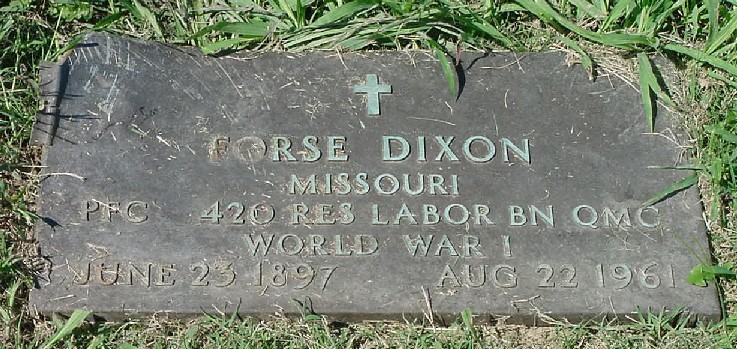 FORSE DIXON
MISSOURI
PFC 420 RES LABOR BN QMC
WORLD WAR I
JUNE 23 1897 AUG 22 1961